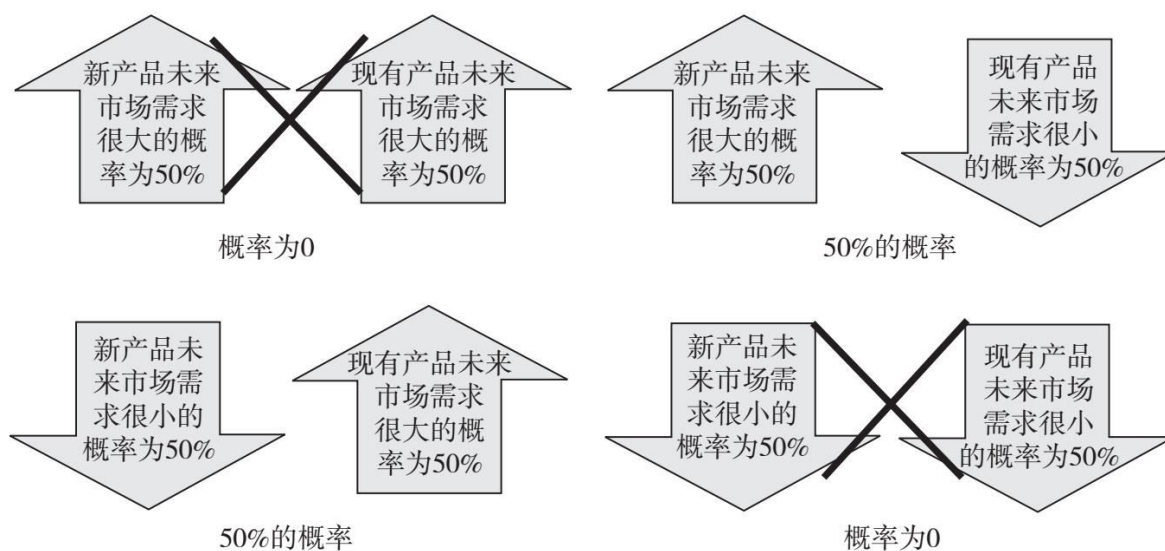 新产品未来
市场需求
很大的概
率为50%
现有产品未来
市场需求
很大的概
率为50%
概率为0
新产品未来
市场需求
很大的概
率为50%
现有产品
未来市场
需求很小
的概率为50%
50%的概率
新产品未
来市场需
求很小的
概率为50%
现有产品未来
市场需求
很大的概
率为50%
50%的概率
新产品未
来市场需
求很小的
概率为50%
现有产品
未来市场
需求很小
的概率为50%
概率为0